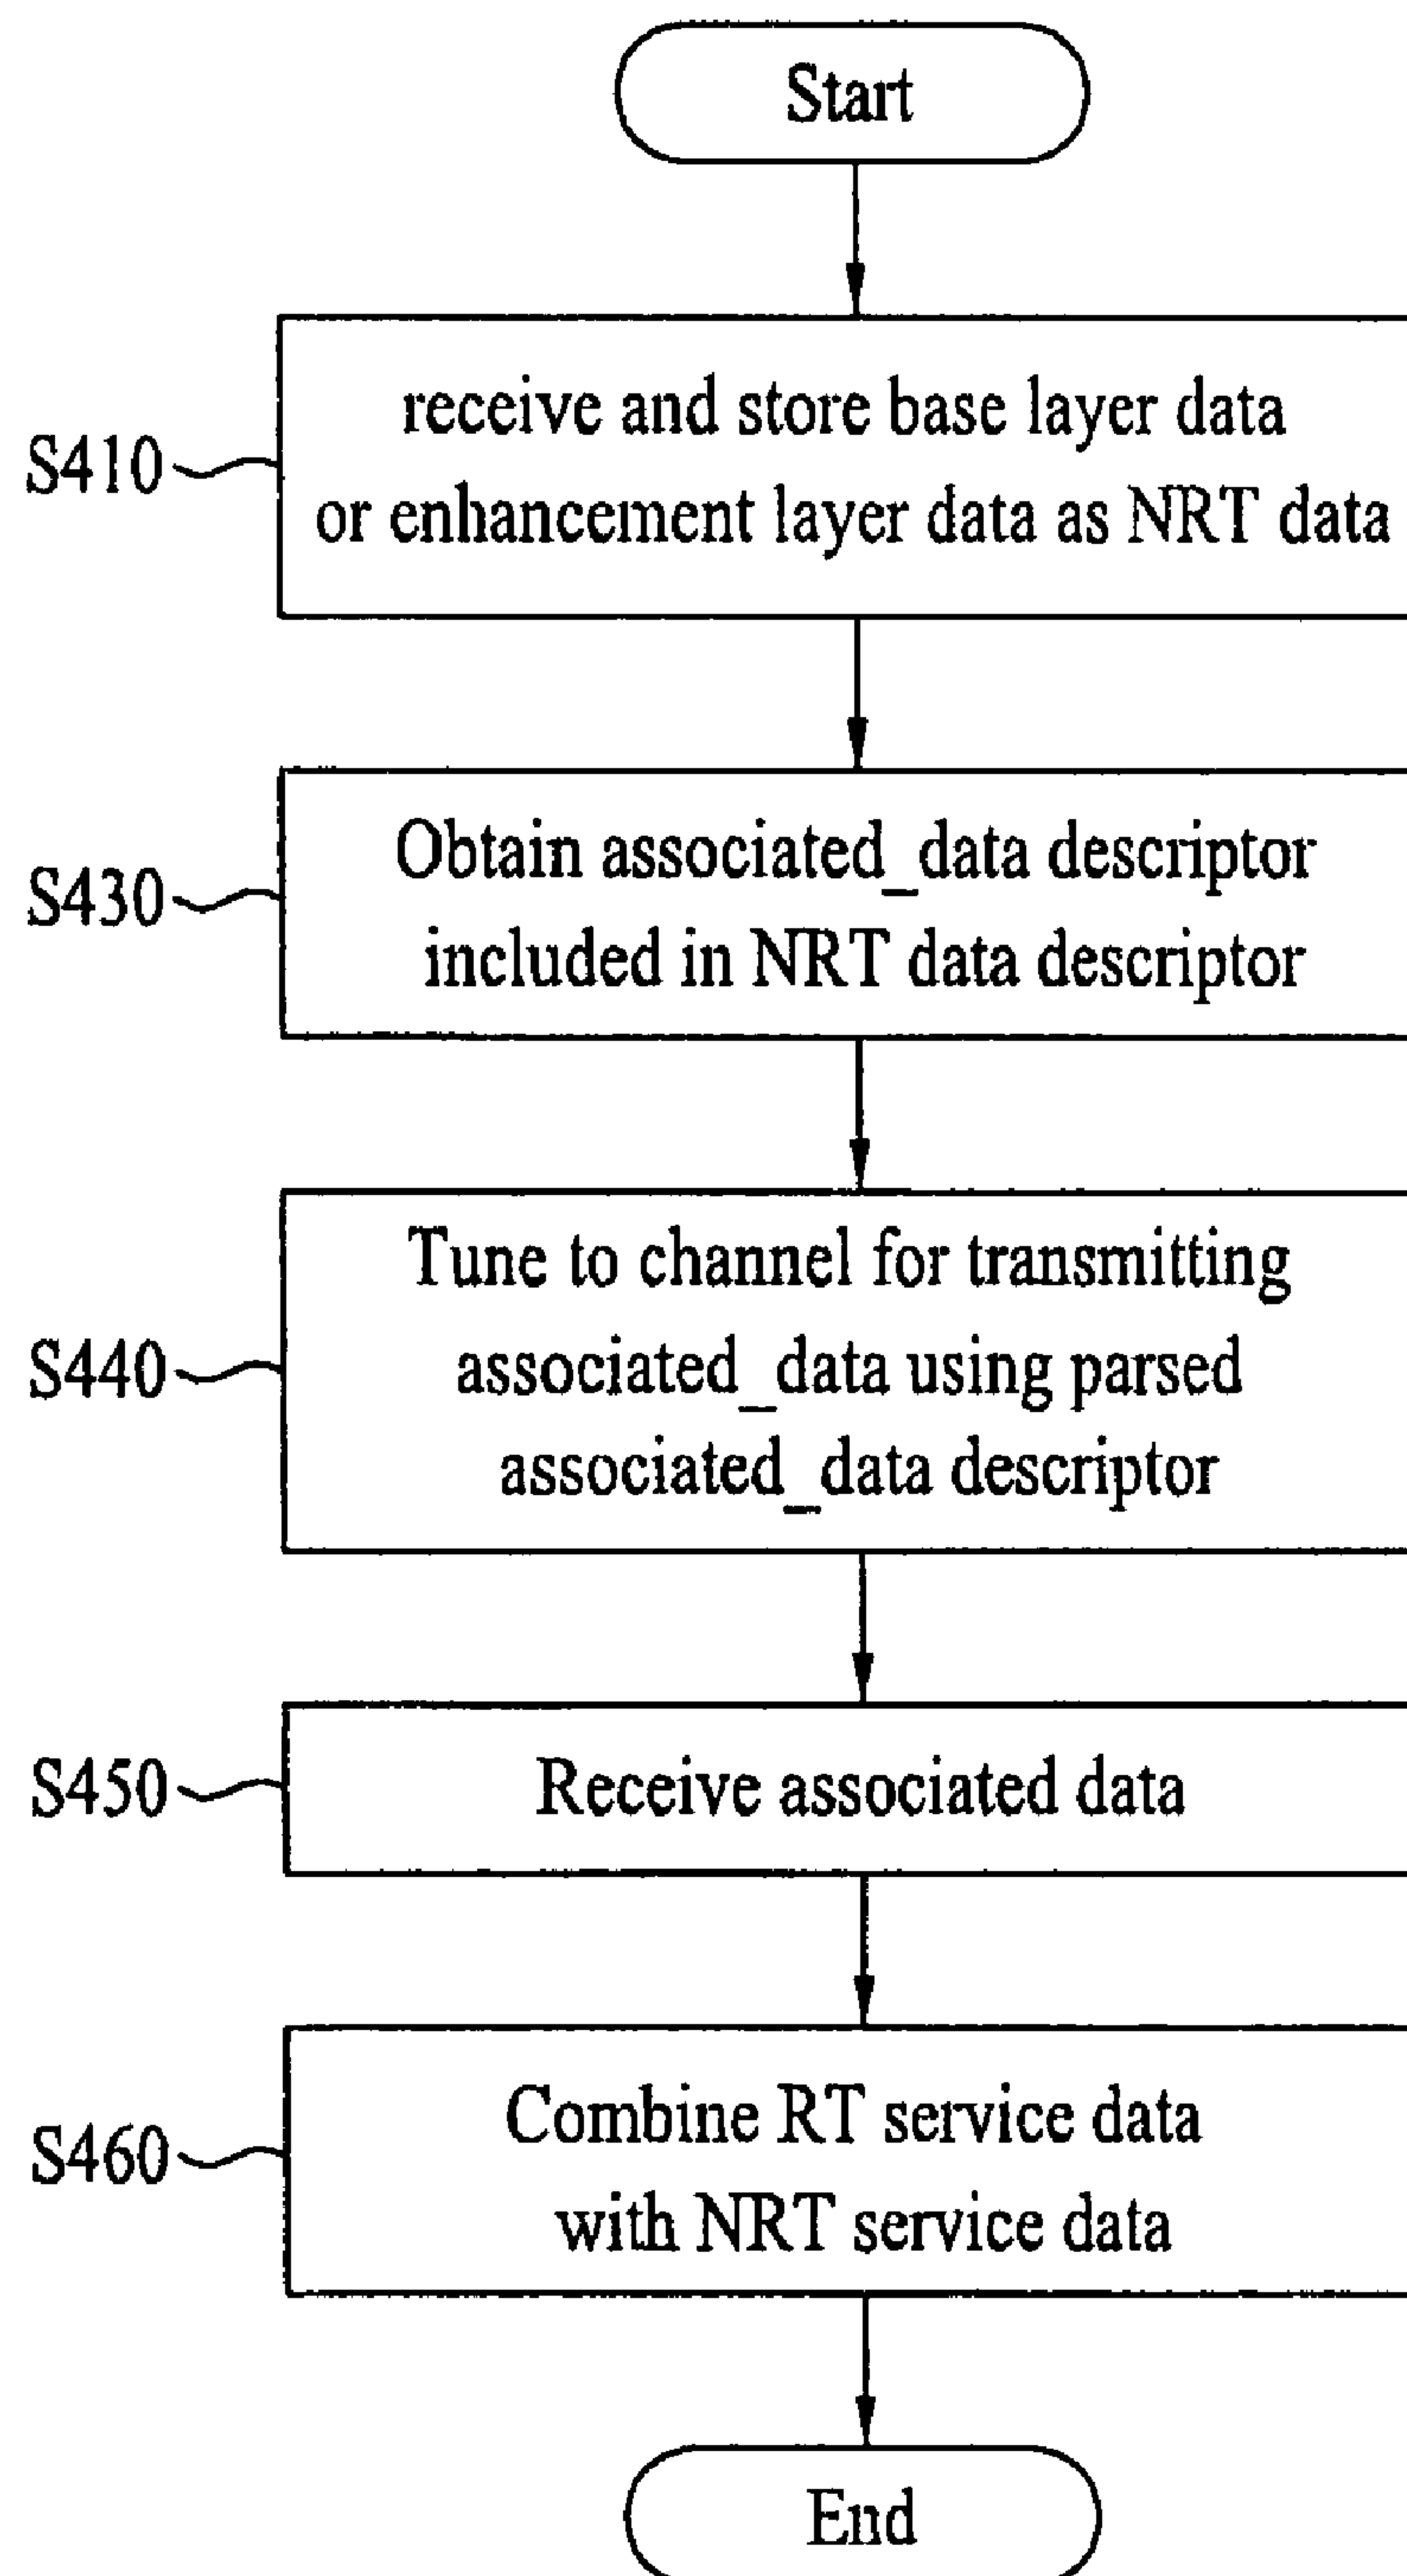 Start
S410
receive and store base layer data
or enhancement layer data as NRT data
S430
Obtain associated_data descriptor
included in NRT data descriptor
S440
Tune to channel for transmitting
associated_data using parsed
associated_data descriptor
S450
Receive associated data
S460
Combine RT service data
with NRT service data
End